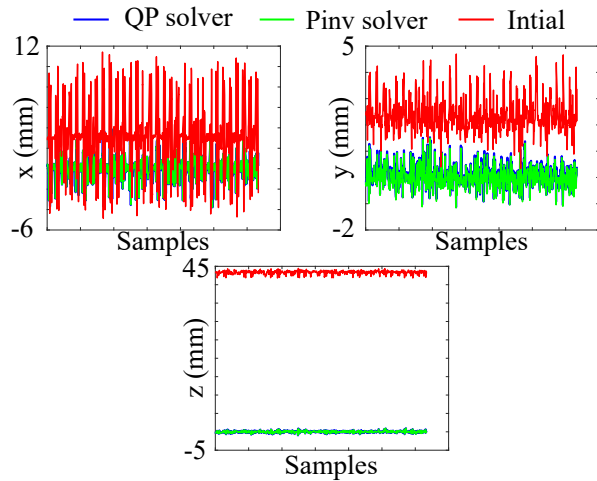 QP solver Pinv solver Intial
12
x (mm)
-6
Samples
5
y (mm)
-2
Samples
45
z (mm)
-5
Samples